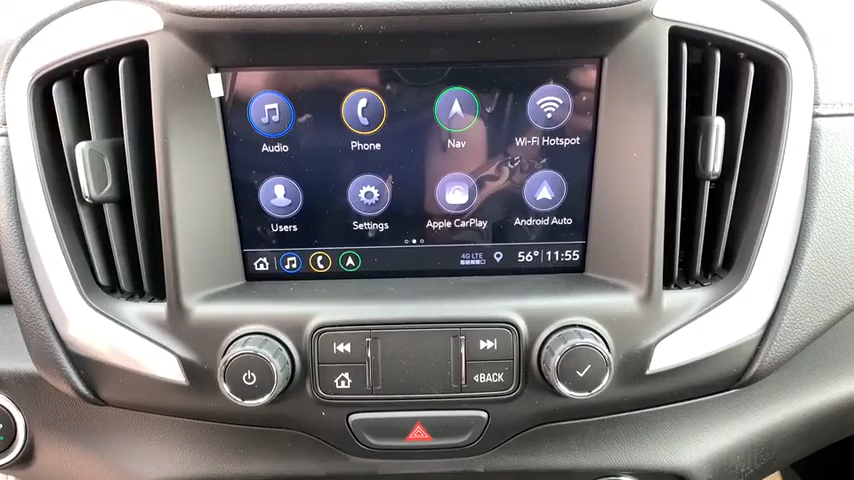 Audio Phone Nav Wi-Fi Hotspot
Users Settings Apple CarPlay Android Auto
4G LTE 56° 11:55
BACK